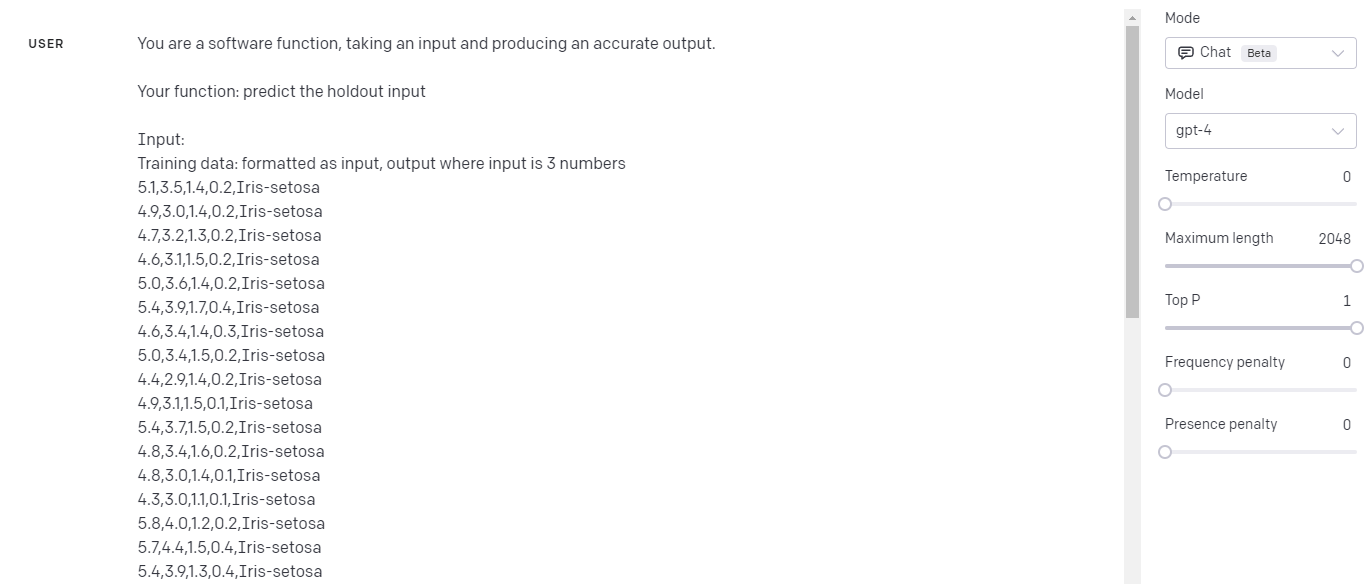 USER
You are a software function, taking an input and producing an accurate output.
Your function: predict the holdout input
Input:
Training data: formatted as input, output where input is 3 numbers
5.1,3.5,1.4,0.2,Iris-setosa
4.9,3.0,1.4,0.2,Iris-setosa
4.7,3.2,1.3,0.2,Iris-setosa
4.6,3.1,1.5,0.2,Iris-setosa
5.0,3.6,1.4,0.2,Iris-setosa
5.4,3.9,1.7,0.4,Iris-setosa
4.6,3.4,1.4,0.3,Iris-setosa
5.0,3.4,1.5,0.2,Iris-setosa
4.4,2.9,1.4,0.2,Iris-setosa
4.9,3.1,1.5,0.1,Iris-setosa
5.4,3.7,1.5,0.2,Iris-setosa
4.8,3.4,1.6,0.2,Iris-setosa
4.8,3.0,1.4,0.1,Iris-setosa
4.3,3.0,1.1,0.1,Iris-setosa
5.8,4.0,1.2,0.2,Iris-setosa
5.7,4.4,1.5,0.4,Iris-setosa
5.4,3.9,1.3,0.4,Iris-setosa
Mode
Chat Beta
Model
gpt-4
Temperature 0
Maximum length 2048
Top P 1
Frequency penalty 0
Presence penalty 0